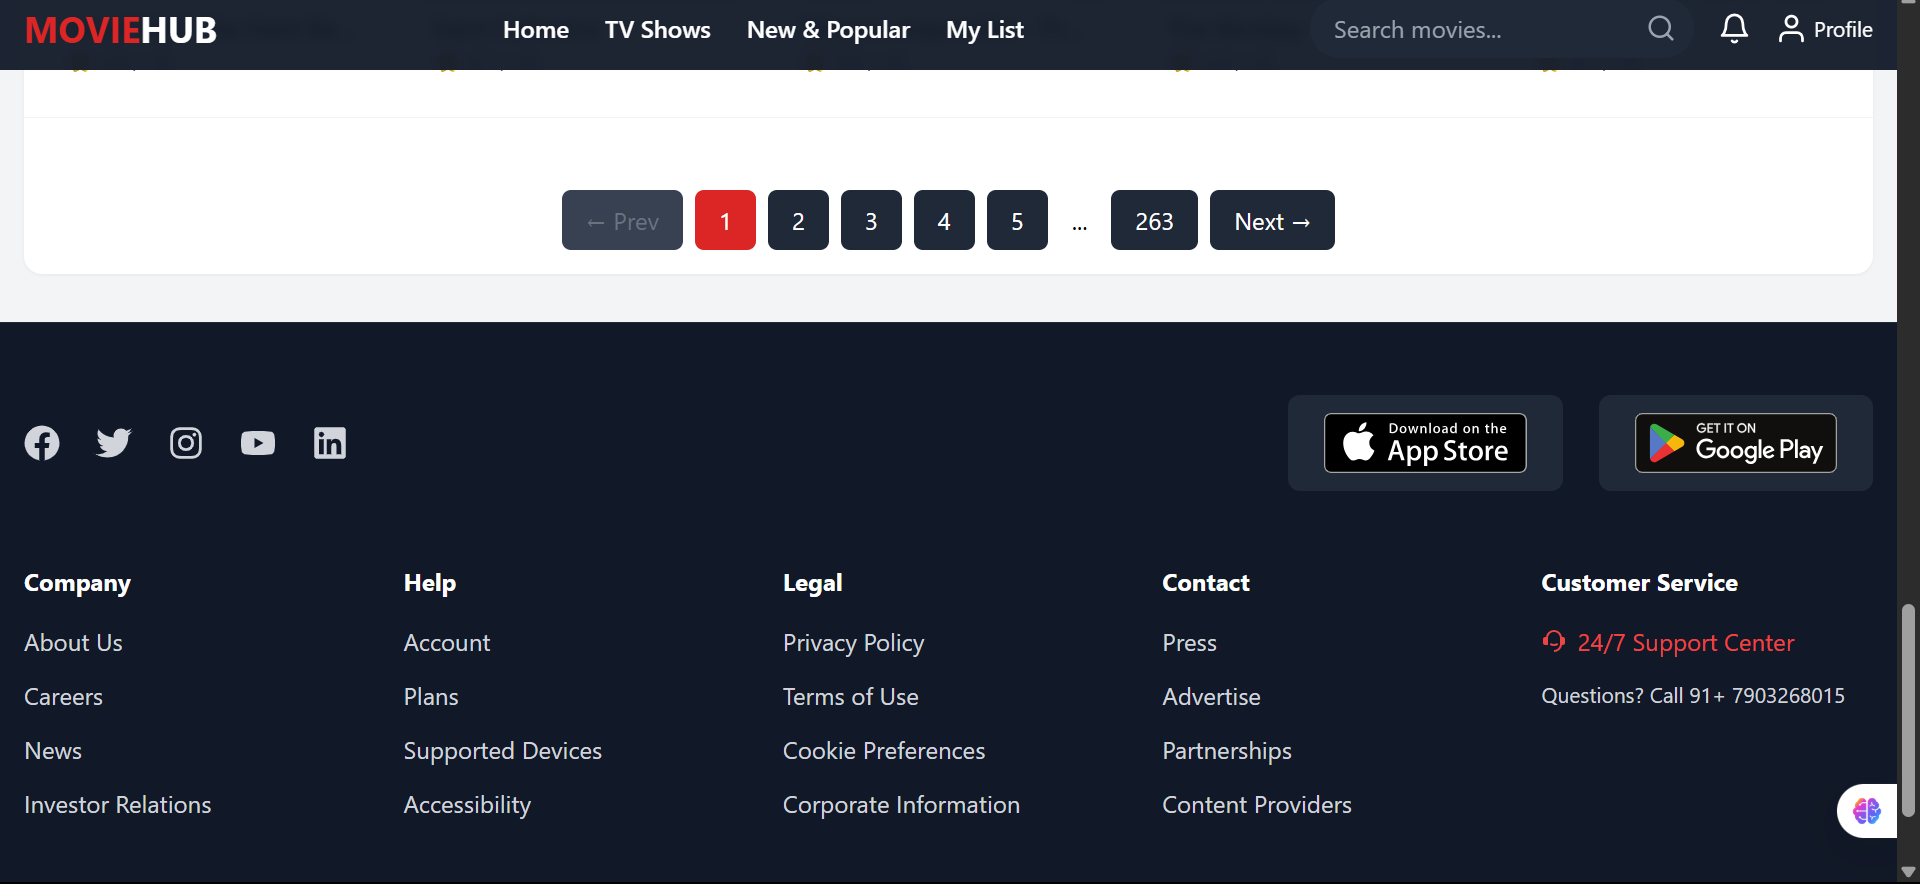 MOVIEHUB Home TV Shows New & Popular My List Search movies... Profile
← Prev 1 2 3 4 5 ... 263 Next →
Download on the
App Store
GET IT ON
Google Play
Company
About Us
Careers
News
Investor Relations
Help
Account
Plans
Supported Devices
Accessibility
Legal
Privacy Policy
Terms of Use
Cookie Preferences
Corporate Information
Contact
Press
Advertise
Partnerships
Content Providers
Customer Service
24/7 Support Center
Questions? Call 91+ 7903268015